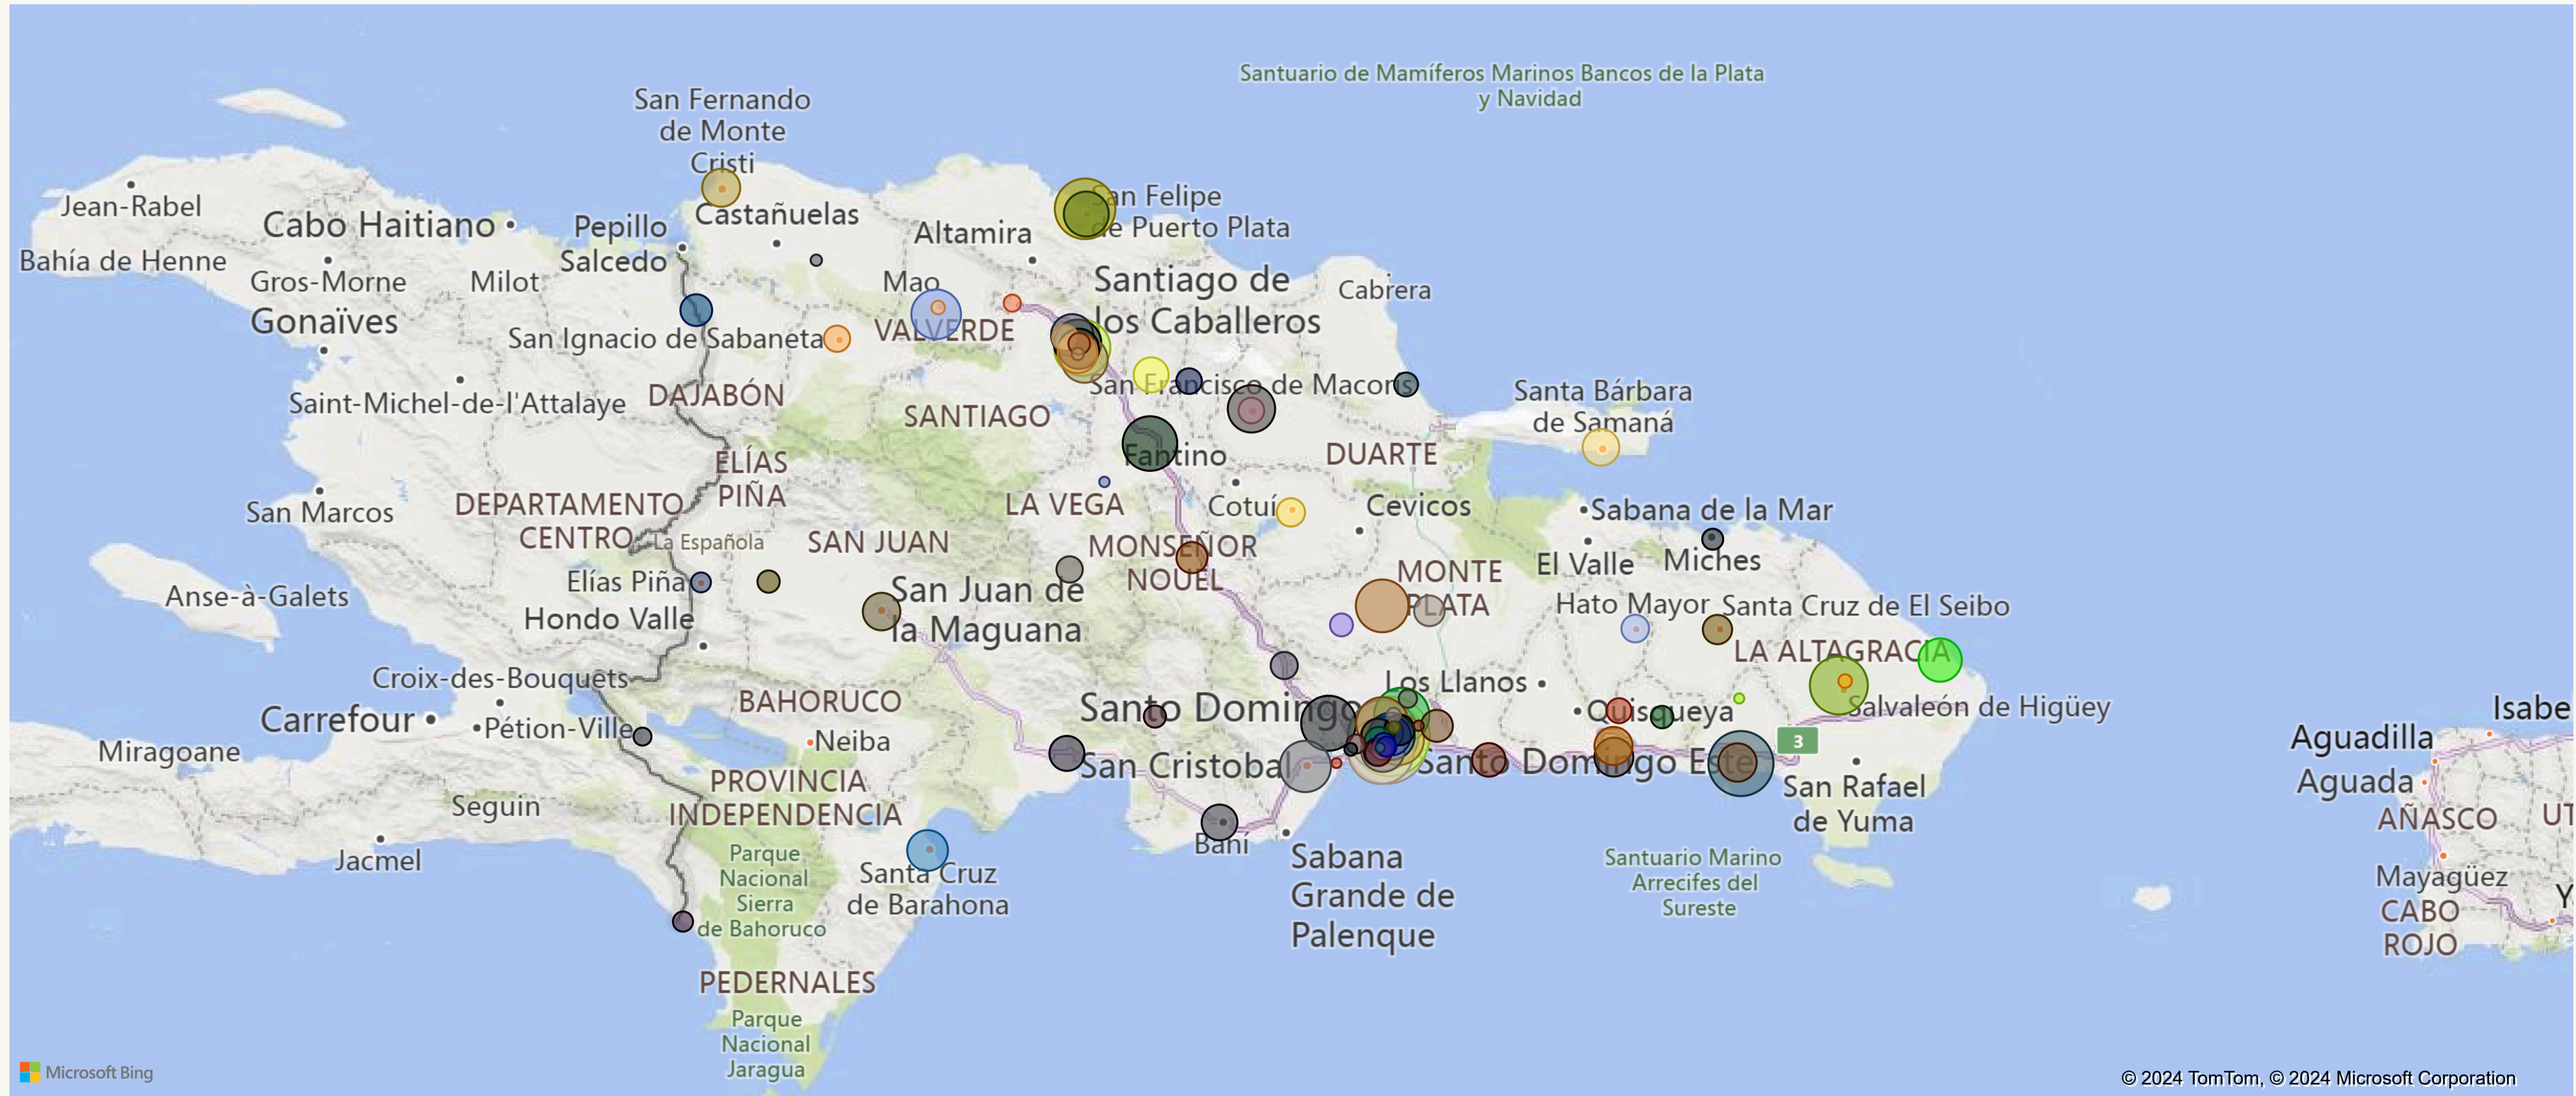 Santuario de Mamíferos Marinos Bancos de la Plata
y Navidad
San Fernando
de Monte
Cristi
Jean-Rabel
Cabo Haitiano
Pepillo
Salcedo
Castañuelas
Altamira
San Felipe
de Puerto Plata
Bahía de Henne
Gros-Morne
Milot
Mao
Santiago de
los Caballeros
Cabrera
Gonaïves
San Ignacio de Sabaneta
VALVERDE
Saint-Michel-de-l'Attalaye
DAJABÓN
SANTIAGO
San Francisco de Macorís
Santa Bárbara
de Samaná
ELÍAS
PIÑA
Fantino
DUARTE
San Marcos
DEPARTAMENTO
CENTRO
LA VEGA
Cotuí
Cevicos
Sabana de la Mar
La Española
SAN JUAN
MONSEÑOR
NOUEL
El Valle
Miches
Anse-à-Galets
Elías Piña
Hondo Valle
San Juan de
la Maguana
MONTE
PLATA
Hato Mayor
Santa Cruz de El Seibo
LA ALTAGRACIA
Croix-des-Bouquets
BAHORUCO
Santo Domingo
Los Llanos
Quisqueya
Salvaleón de Higüey
Isabe
Carrefour
Pétion-Ville
Neiba
Miragoane
San Cristobal
Santo Domingo Este
3
Aguadilla
Aguada
PROVINCIA
INDEPENDENCIA
Seguin
San Rafael
de Yuma
AÑASCO
UT
Jacmel
Parque
Nacional
Sierra
de Bahoruco
Santa Cruz
de Barahona
Baní
Sabana
Grande de
Palenque
Santuario Marino
Arrecifes del
Sureste
Mayagüez
Y
CABO
ROJO
PEDERNALES
Parque
Nacional
Jaragua
Microsoft Bing
© 2024 TomTom, © 2024 Microsoft Corporation